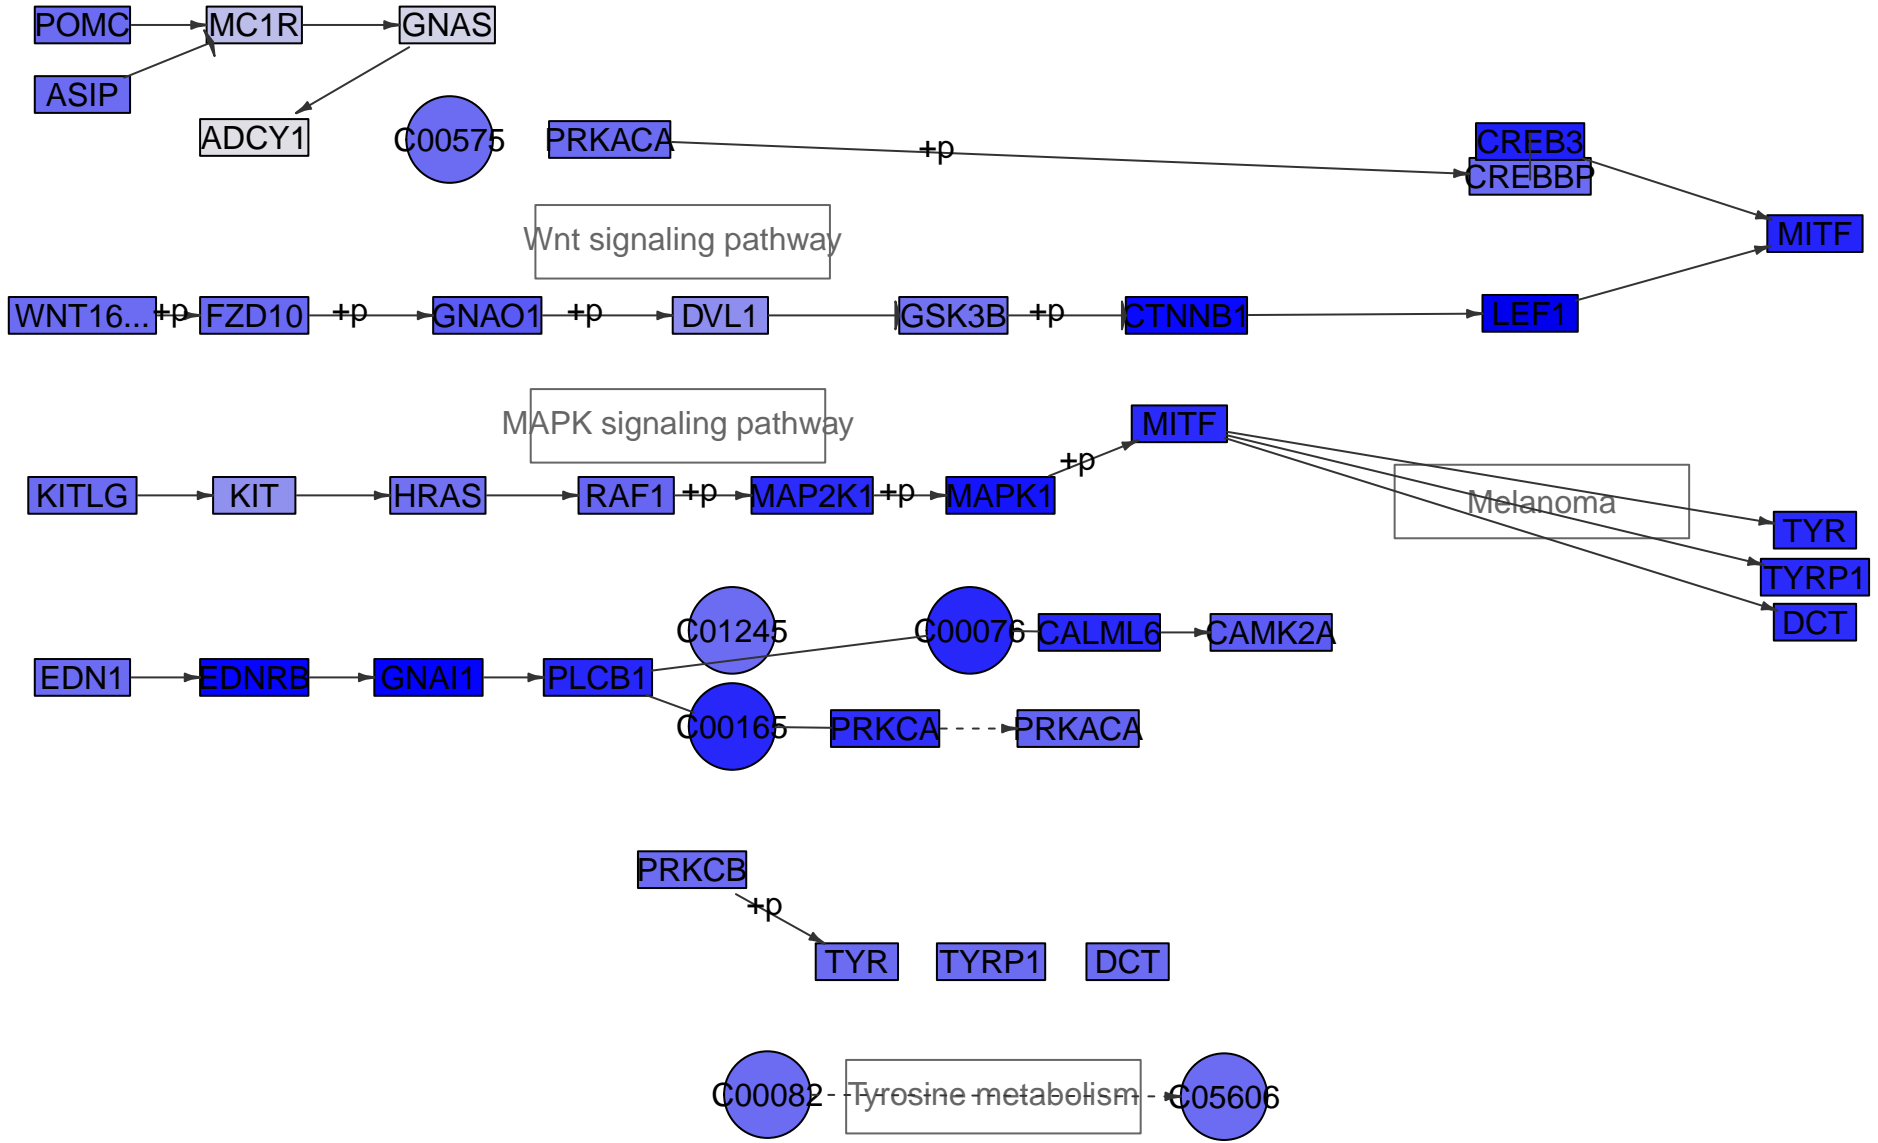 POMC
MC1R
GNAS
ASIP
ADCY1
C00575
PRKACA
+p
CREB3
CREBBP
MITF
Wnt signaling pathway
WNT16...
+p
FZD10
+p
GNAO1
+p
DVL1
GSK3B
+p
CTNNB1
LEF1
MAPK signaling pathway
MITF
+p
KITLG
KIT
HRAS
RAF1
+p
MAP2K1
+p
MAPK1
Melanoma
TYR
TYRP1
DCT
C01245
C00076
CALML6
CAMK2A
EDN1
EDNRB
GNAI1
PLCB1
C00165
PRKCA
PRKACA
PRKCB
+p
TYR
TYRP1
DCT
C00082
Tyrosine metabolism
C05606